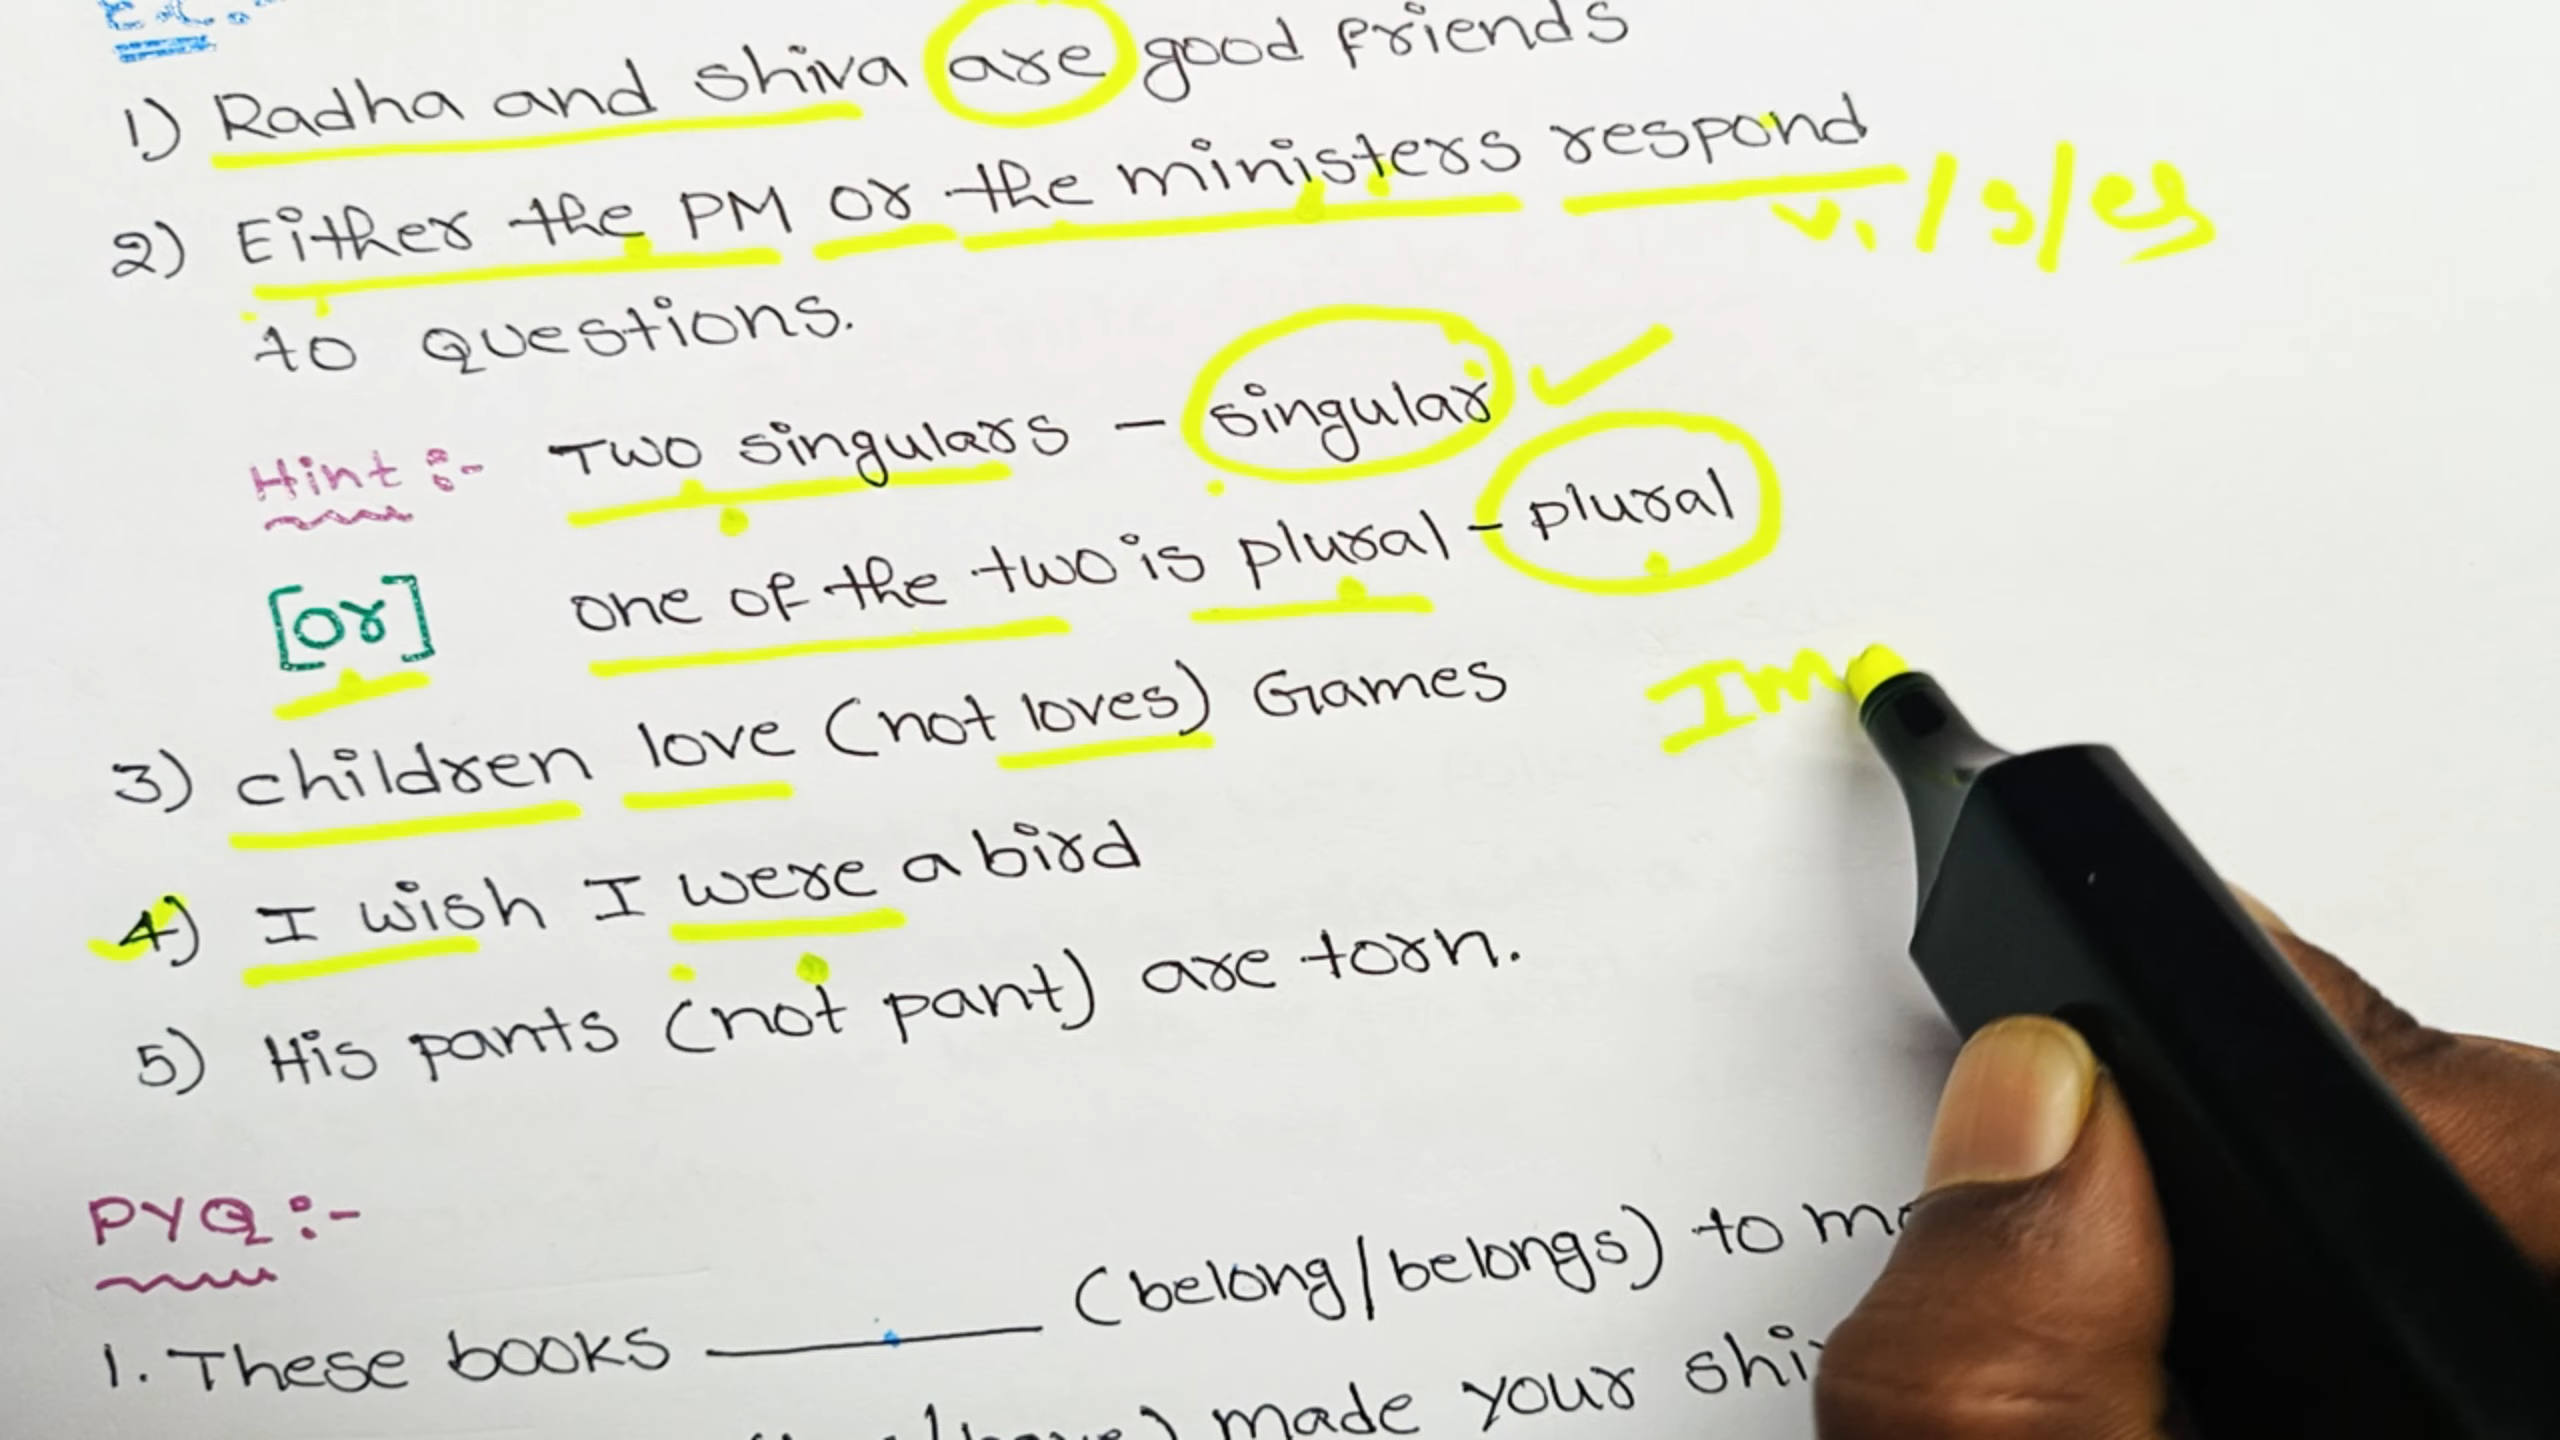 Ex:-
1) Radha and Shiva are good friends
2) Either the PM or the ministers respond
V1/s/es
to questions.
Hint:- Two singulars - singular
[or] one of the two is plural - plural
Im
3) children love (not loves) Games
4) I wish I were a bird
5) His pants (not pant) are torn.
PYQ:-
1. These books ______ (belong/belongs) to
made your